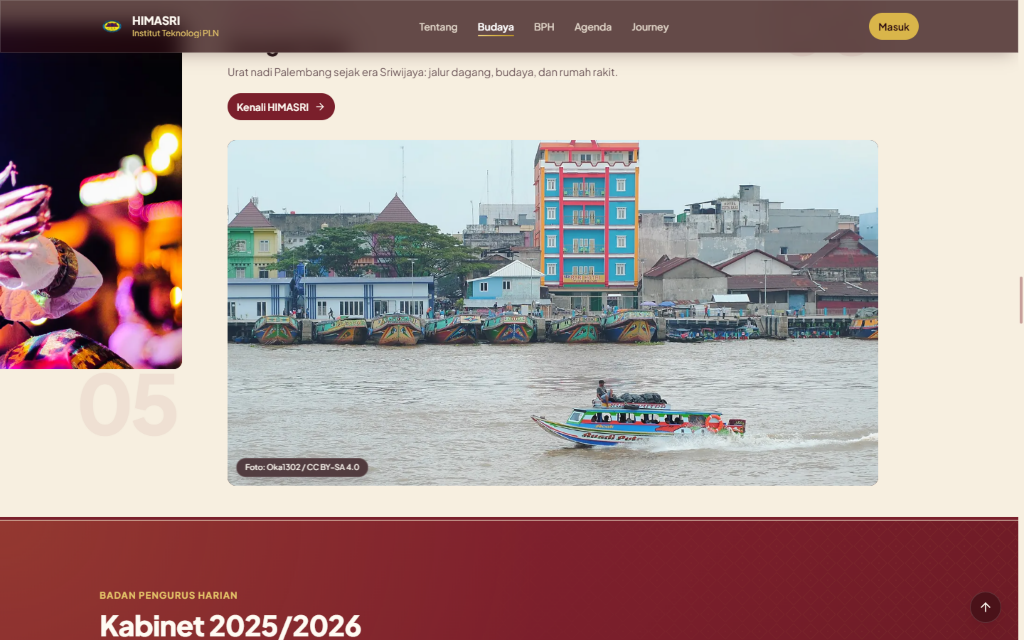 HIMASRI
Institut Teknologi PLN
Tentang
Budaya
BPH
Agenda
Journey
Masuk
Urat nadi Palembang sejak era Sriwijaya: jalur dagang, budaya, dan rumah rakit.
Kenali HIMASRI →
05
Foto: Oka1302 / CC BY-SA 4.0
BADAN PENGURUS HARIAN
Kabinet 2025/2026